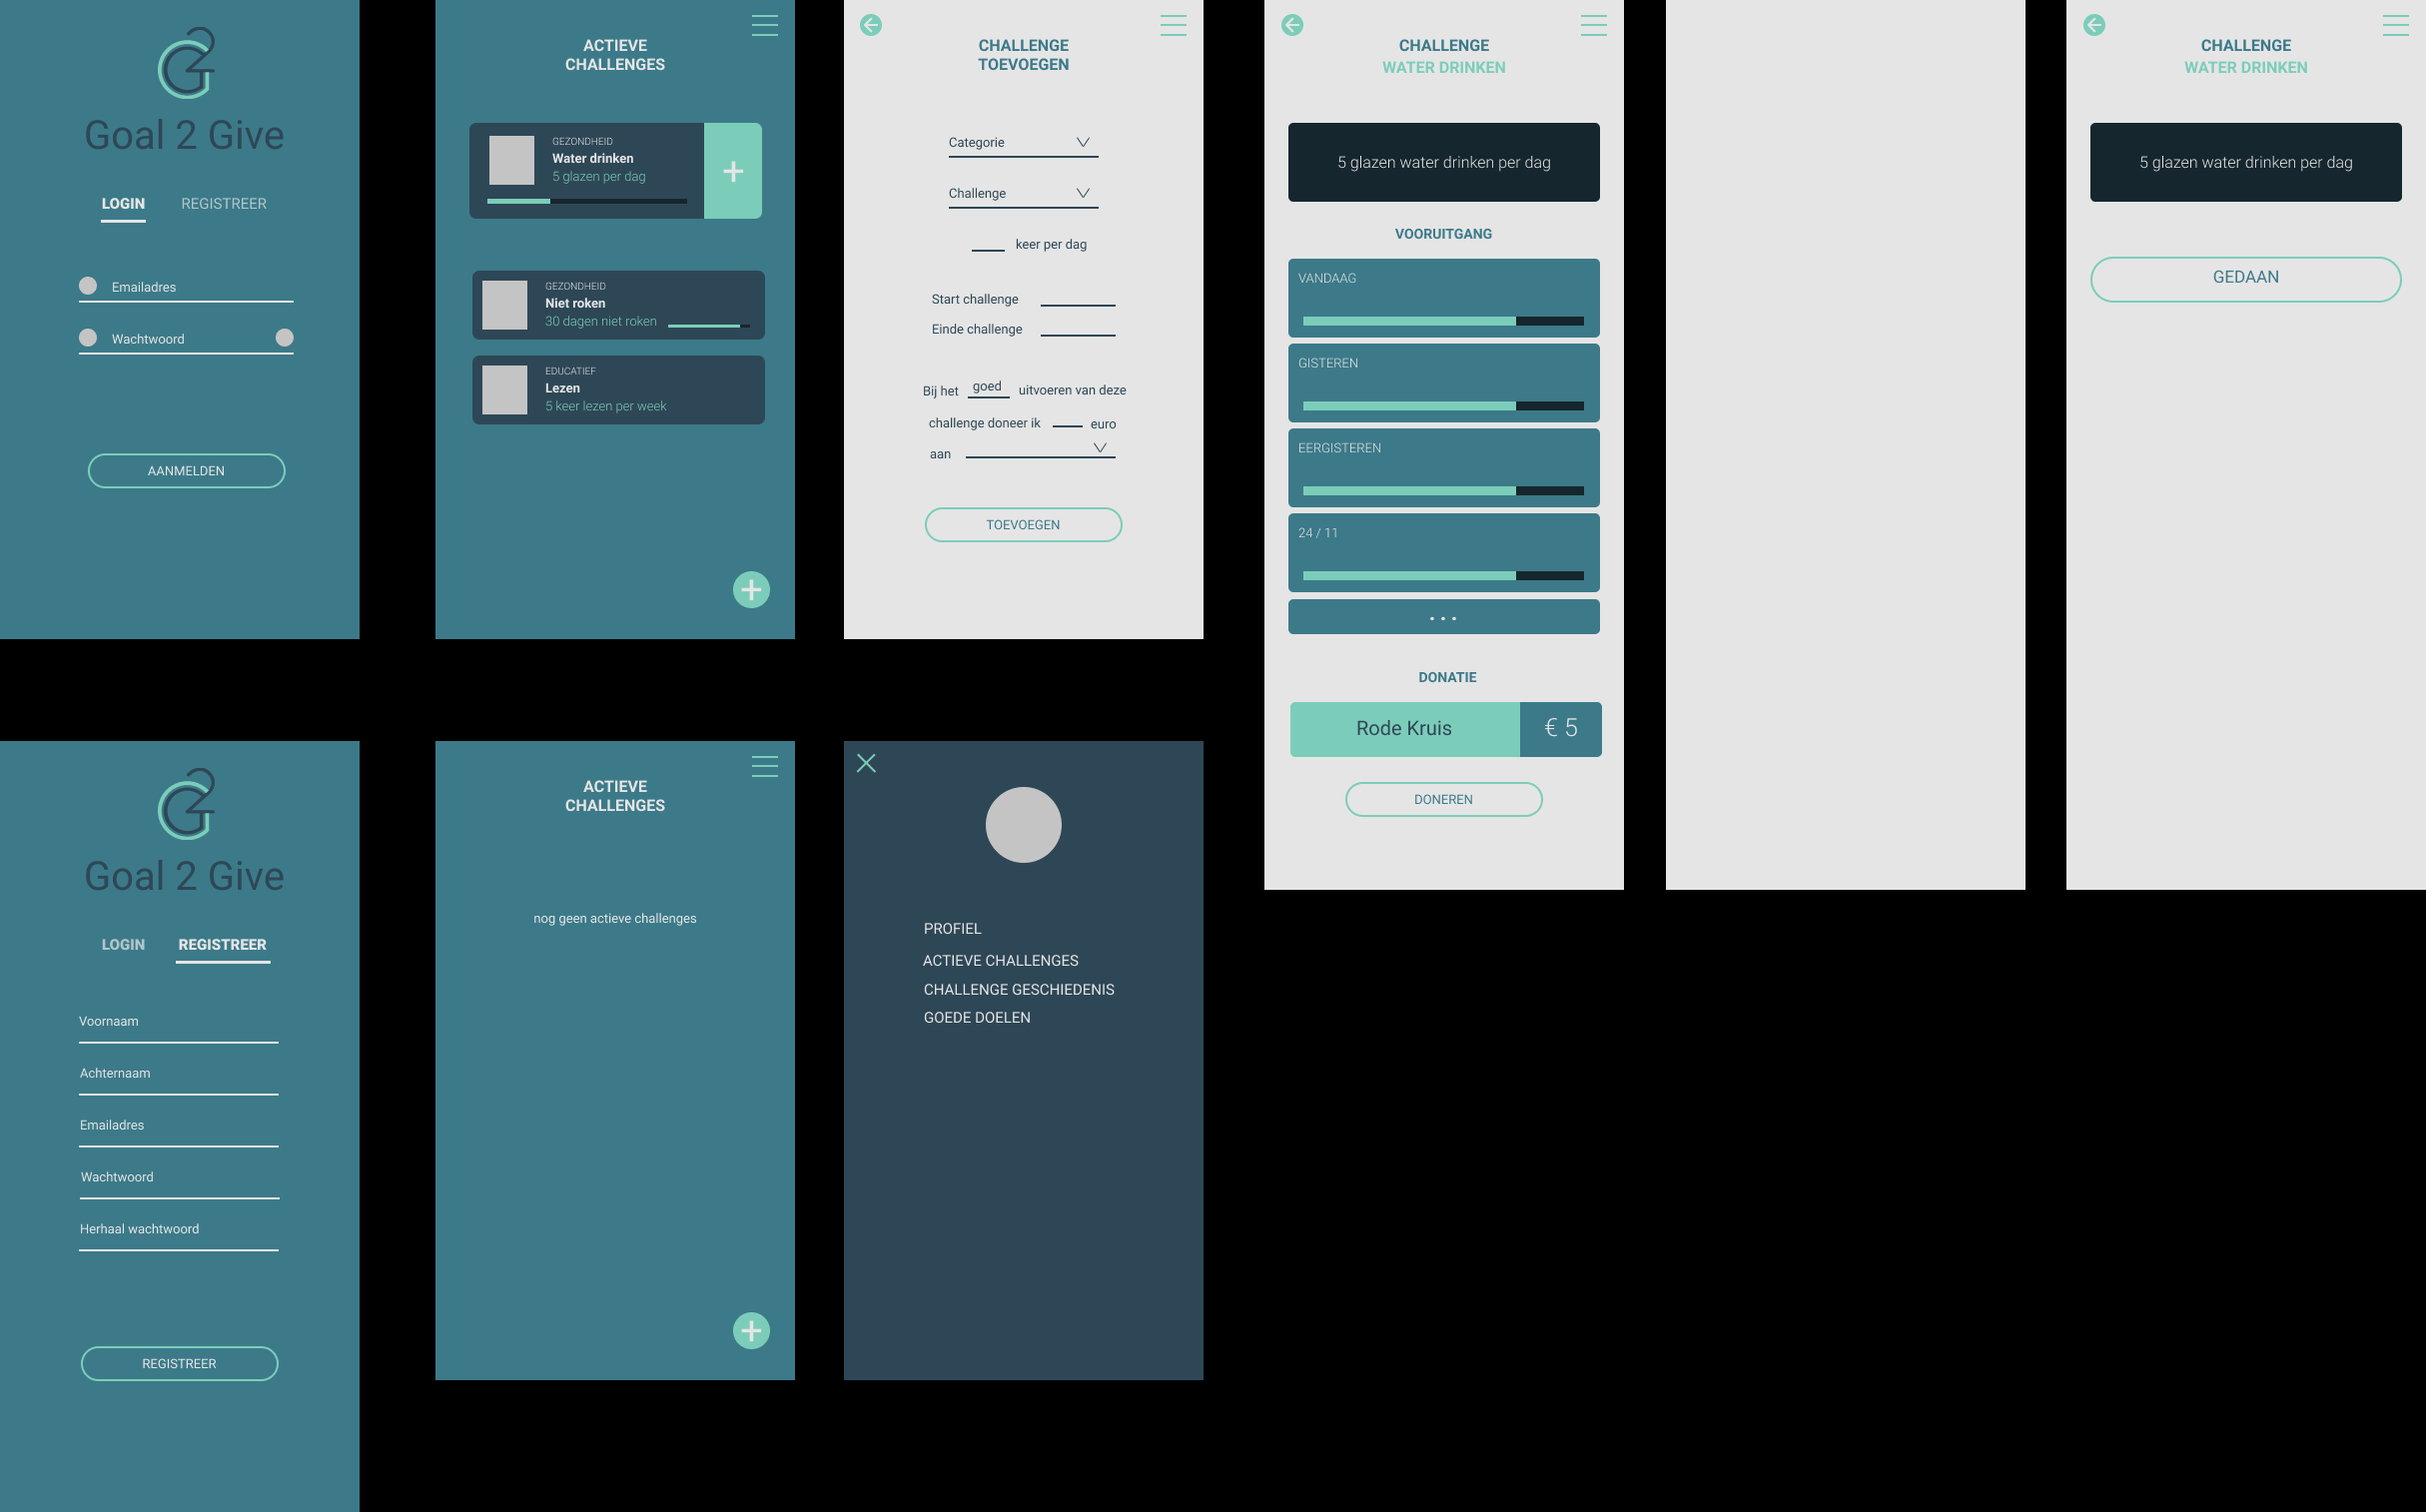 Goal 2 Give
LOGIN REGISTREER
Emailadres
Wachtwoord
AANMELDEN
ACTIEVE
CHALLENGES
GEZONDHEID
Water drinken
5 glazen per dag
+
GEZONDHEID
Niet roken
30 dagen niet roken
EDUCATIEF
Lezen
5 keer lezen per week
+
CHALLENGE
TOEVOEGEN
Categorie
Challenge
keer per dag
Start challenge
Einde challenge
Bij het goed uitvoeren van deze
challenge doneer ik euro
aan
TOEVOEGEN
CHALLENGE
WATER DRINKEN
5 glazen water drinken per dag
VOORUITGANG
VANDAAG
GISTEREN
EERGISTEREN
24 / 11
...
DONATIE
Rode Kruis € 5
DONEREN
CHALLENGE
WATER DRINKEN
5 glazen water drinken per dag
GEDAAN
Goal 2 Give
LOGIN REGISTREER
Voornaam
Achternaam
Emailadres
Wachtwoord
Herhaal wachtwoord
REGISTREER
ACTIEVE
CHALLENGES
nog geen actieve challenges
+
PROFIEL
ACTIEVE CHALLENGES
CHALLENGE GESCHIEDENIS
GOEDE DOELEN